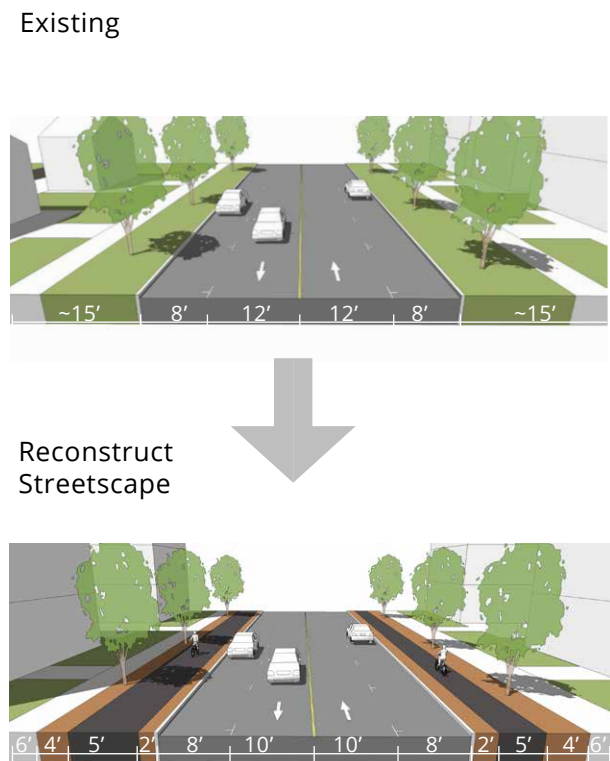 Existing
~15’ 8’ 12’ 12’ 8’ ~15’
Reconstruct
Streetscape
6’ 4’ 5’ 2’ 8’ 10’ 10’ 8’ 2’ 5’ 4’ 6’